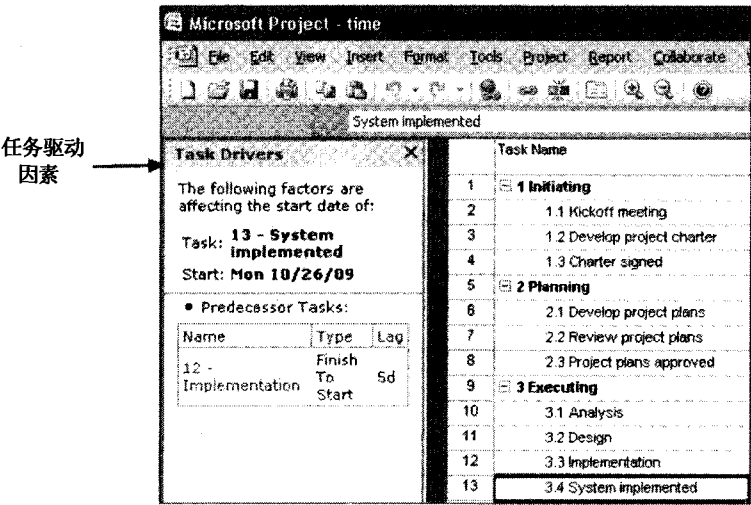 Microsoft Project - time
File Edit View Insert Format Tools Project Report Collaborate
System implemented
任务驱动
因素
Task Drivers
The following factors are
affecting the start date of:
Task: 13 - System
implemented
Start: Mon 10/26/09
• Predecessor Tasks:
Name Type Lag
12 -
Implementation
Finish
To
Start
5d
Task Name
1 1 Initiating
2 1.1 Kickoff meeting
3 1.2 Develop project charter
4 1.3 Charter signed
5 2 Planning
6 2.1 Develop project plans
7 2.2 Review project plans
8 2.3 Project plans approved
9 3 Executing
10 3.1 Analysis
11 3.2 Design
12 3.3 Implementation
13 3.4 System implemented